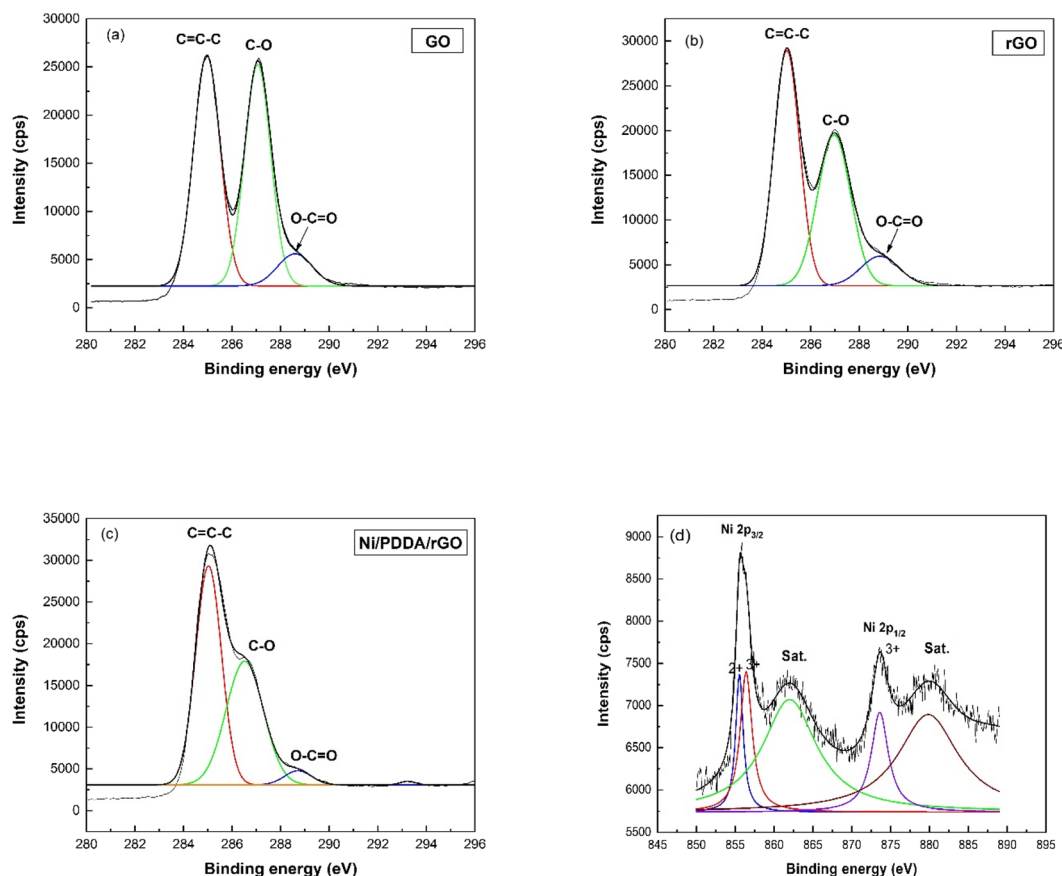 (a)
GO
C=C-C
C-O
O-C=O
30000
25000
20000
15000
10000
5000
0
280 282 284 286 288 290 292 294 296
Intensity (cps)
Binding energy (eV)
(b)
rGO
C=C-C
C-O
O-C=O
30000
25000
20000
15000
10000
5000
0
280 282 284 286 288 290 292 294 296
Intensity (cps)
Binding energy (eV)
(c)
Ni/PDDA/rGO
C=C-C
C-O
O-C=O
35000
30000
25000
20000
15000
10000
5000
0
280 282 284 286 288 290 292 294 296
Intensity (cps)
Binding energy (eV)
(d)
Ni 2p3/2
2+ 3+
Sat.
Ni 2p1/2
3+
Sat.
9000
8500
8000
7500
7000
6500
6000
5500
845 850 855 860 865 870 875 880 885 890 895
Intensity (cps)
Binding energy (eV)